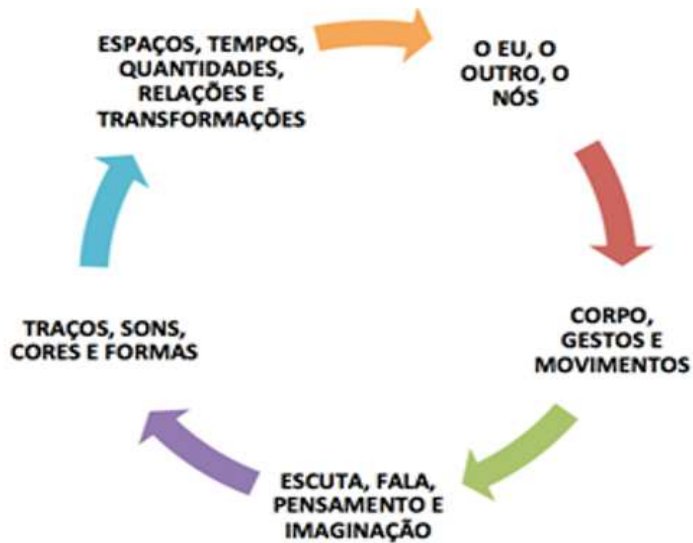 ESPAÇOS, TEMPOS,
QUANTIDADES,
RELAÇÕES E
TRANSFORMAÇÕES
O EU, O
OUTRO, O
NÓS
CORPO,
GESTOS E
MOVIMENTOS
ESCUTA, FALA,
PENSAMENTO E
IMAGINAÇÃO
TRAÇOS, SONS,
CORES E FORMAS